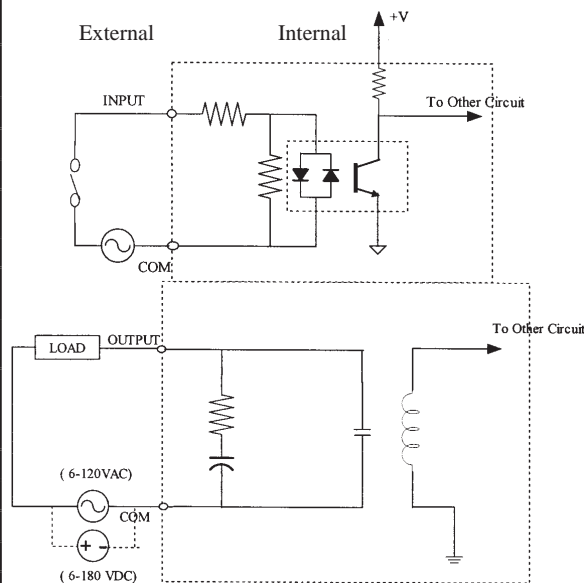 +V
External
Internal
INPUT
To Other Circuit
COM
OUTPUT
LOAD
To Other Circuit
( 6-120VAC)
COM
+ -
( 6-180 VDC)